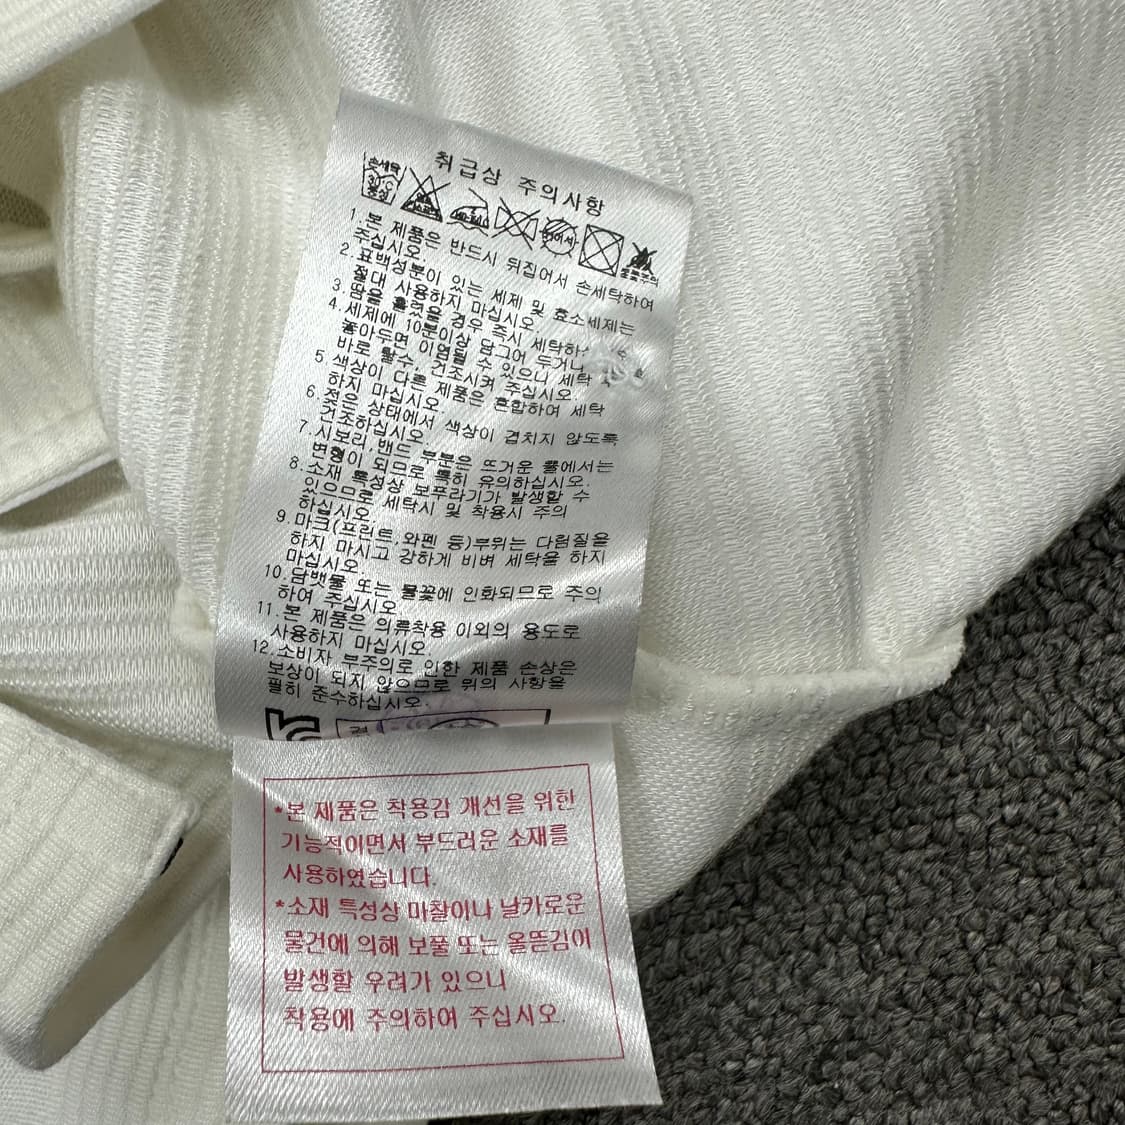 취급상 주의사항
손세탁
30°C
중성
1.본 제품은 반드시 뒤집어서 손세탁하여
주십시오.
2.표백성분이 있는 세제 및 효소세제는
절대 사용하지 마십시오.
3.땀을 흘렸을 경우 즉시 세탁하
4.세제에 10분이상 담그어 두거나
놓아두면 이염될 수 있으니 세탁
바로 탈수, 건조시켜 주십시오.
5.색상이 다른 제품은 혼합하여 세탁
하지 마십시오.
6.젖은 상태에서 색상이 겹치지 않도록
건조하십시오.
7.시보리,밴드 부분은 뜨거운 물에서는
변형이 되므로 특히 유의하십시오.
8.소재 특성상 보푸라기가 발생할 수
있으므로 세탁시 및 착용시 주의
하십시오.
9.마크(프린트,와펜 등)부위는 다림질을
하지 마시고 강하게 비벼 세탁을 하지
마십시오.
10.담뱃불 또는 불꽃에 인화되므로 주의
하여 주십시오.
11.본 제품은 의류착용 이외의 용도로
사용하지 마십시오.
12.소비자 부주의로 인한 제품 손상은
보상이 되지 않으므로 위의 사항을
필히 준수하십시오.
*본 제품은 착용감 개선을 위한
기능적이면서 부드러운 소재를
사용하였습니다.
*소재 특성상 마찰이나 날카로운
물건에 의해 보풀 또는 올뜯김이
발생할 우려가 있으니
착용에 주의하여 주십시오.